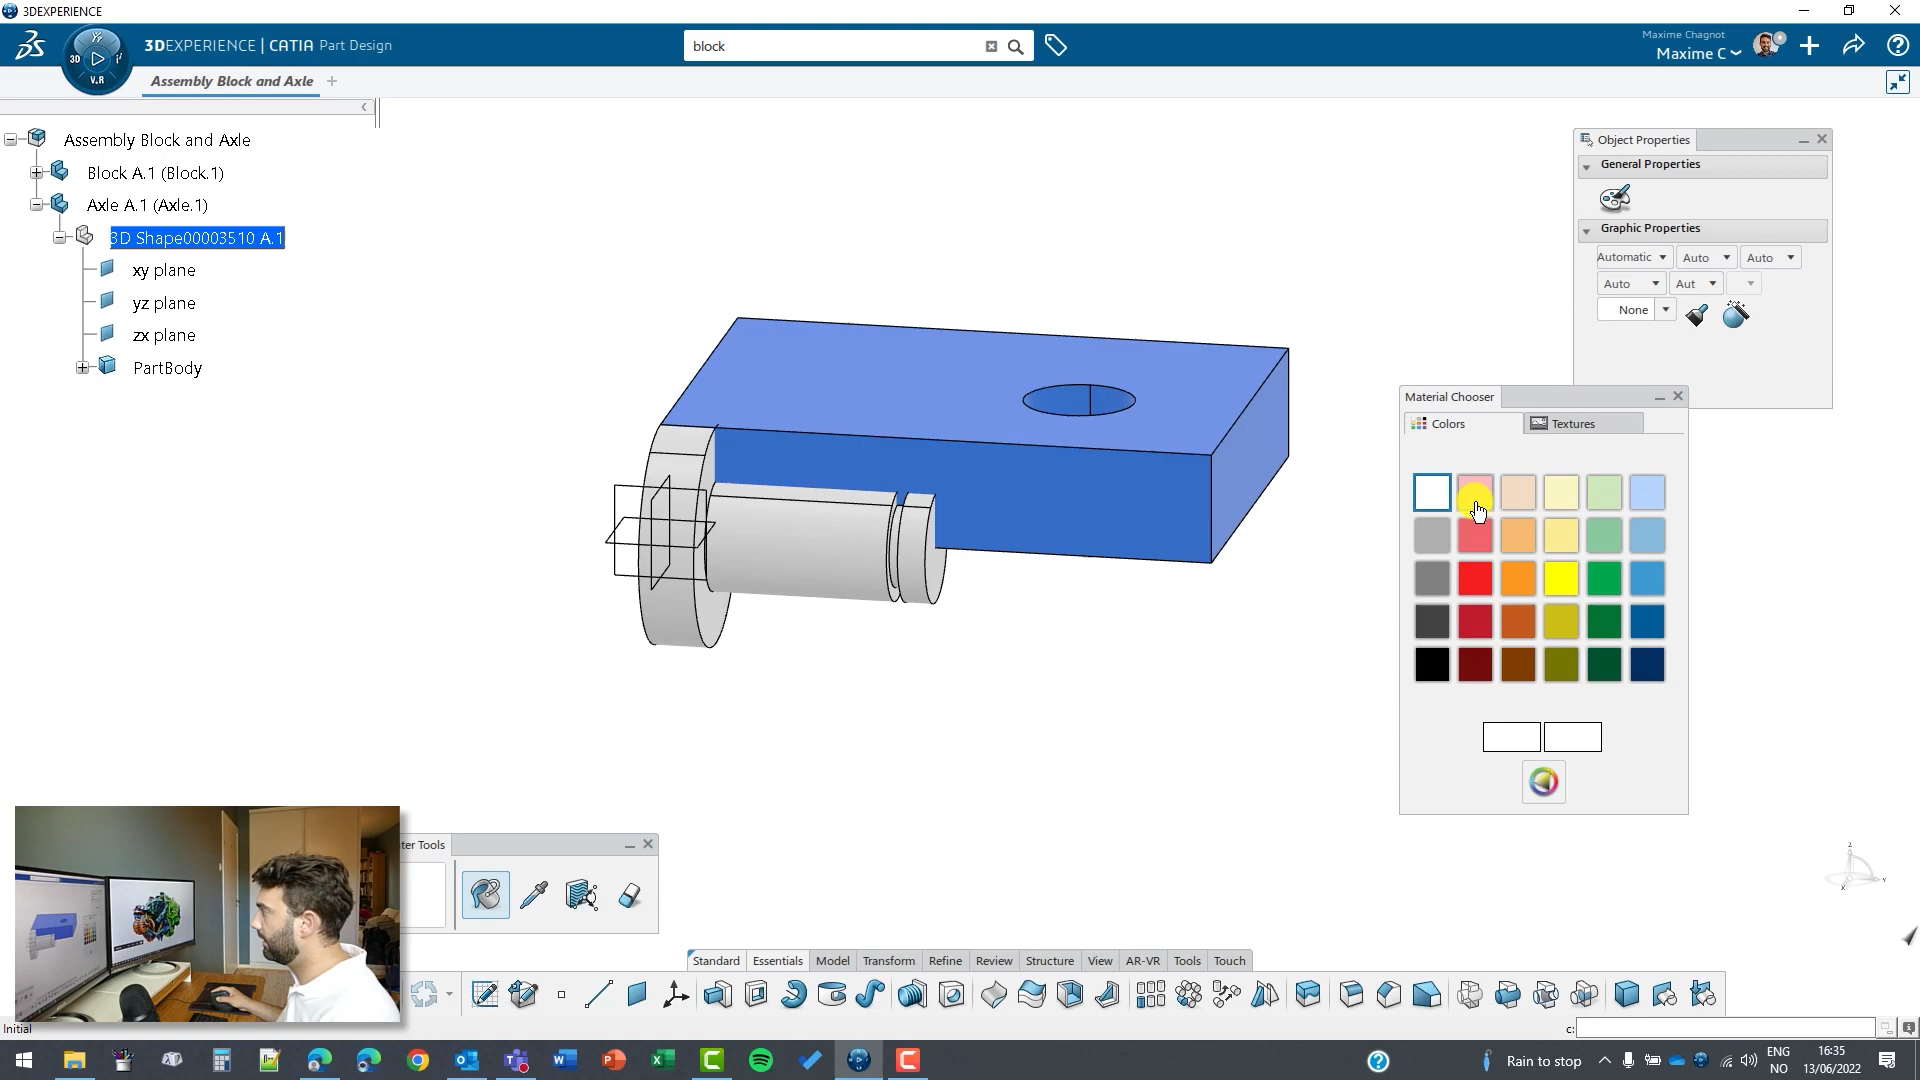 3DEXPERIENCE
3DEXPERIENCE | CATIA Part Design
3D
V.R
block
Maxime Chagnot
Maxime C
Assembly Block and Axle
Assembly Block and Axle
Block A.1 (Block.1)
Axle A.1 (Axle.1)
3D Shape00003510 A.1
xy plane
yz plane
zx plane
PartBody
Object Properties
General Properties
Graphic Properties
Automatic Auto Auto
Auto Aut
None
Material Chooser
Colors Textures
ter Tools
Standard Essentials Model Transform Refine Review Structure View AR-VR Tools Touch
Initial
c:
Rain to stop
ENG
NO
16:35
13/06/2022